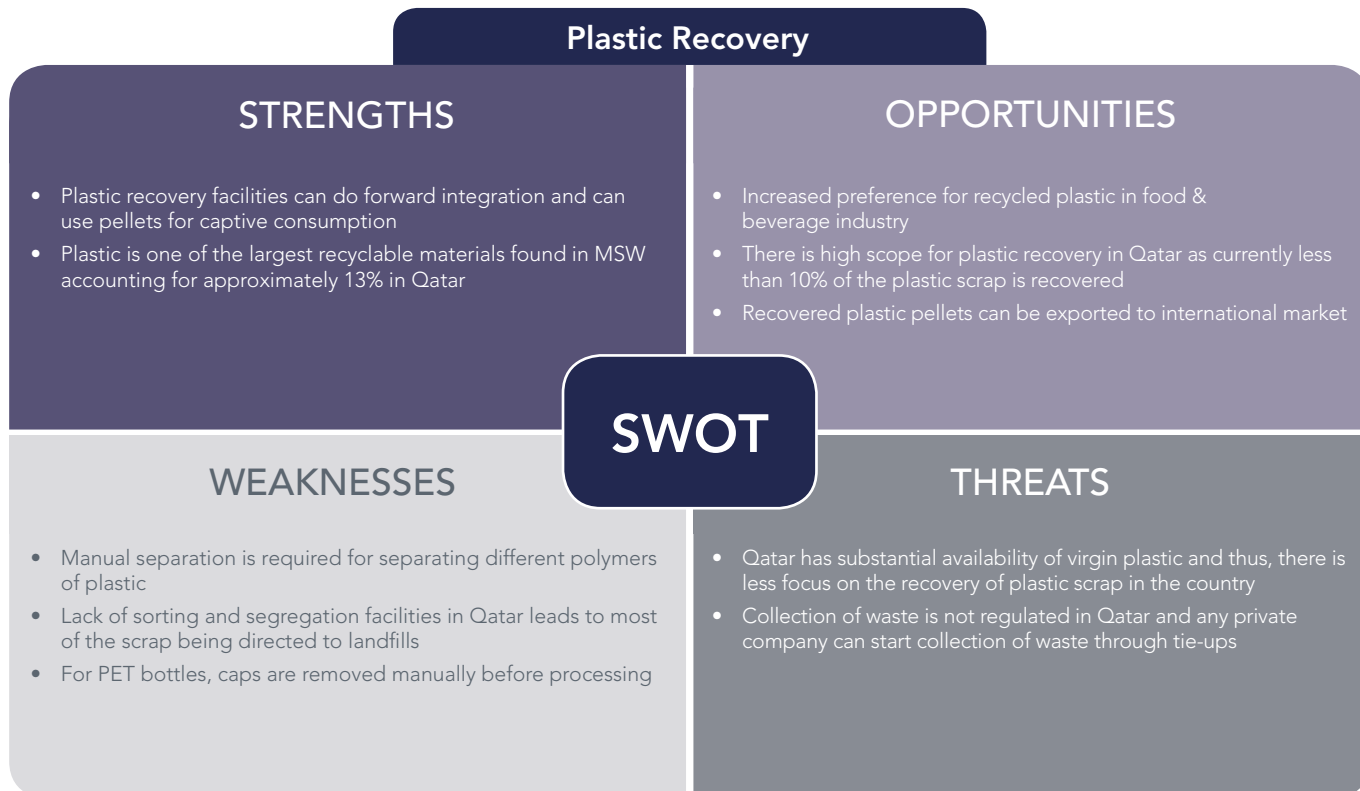 Plastic Recovery
STRENGTHS
• Plastic recovery facilities can do forward integration and can
use pellets for captive consumption
• Plastic is one of the largest recyclable materials found in MSW
accounting for approximately 13% in Qatar
OPPORTUNITIES
• Increased preference for recycled plastic in food &
beverage industry
• There is high scope for plastic recovery in Qatar as currently less
than 10% of the plastic scrap is recovered
• Recovered plastic pellets can be exported to international market
SWOT
WEAKNESSES
• Manual separation is required for separating different polymers
of plastic
• Lack of sorting and segregation facilities in Qatar leads to most
of the scrap being directed to landfills
• For PET bottles, caps are removed manually before processing
THREATS
• Qatar has substantial availability of virgin plastic and thus, there is
less focus on the recovery of plastic scrap in the country
• Collection of waste is not regulated in Qatar and any private
company can start collection of waste through tie-ups